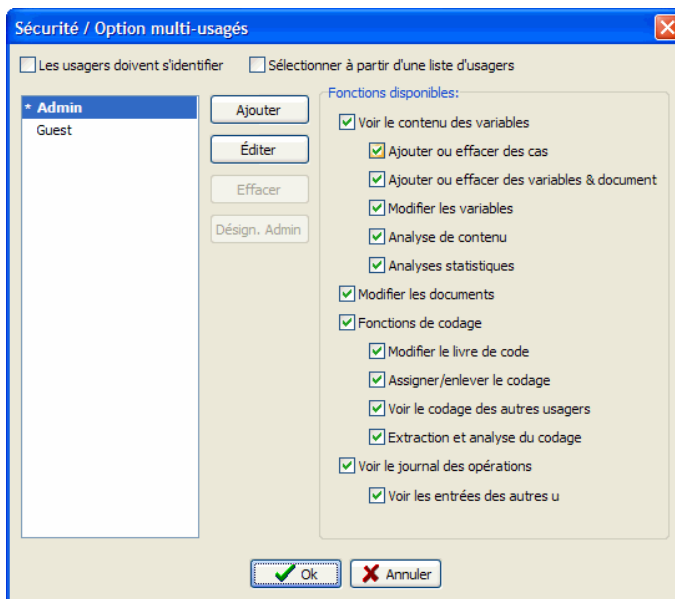 Sécurité / Option multi-usagés
Les usagers doivent s'identifier
Sélectionner à partir d'une liste d'usagers
* Admin
Guest
Ajouter
Éditer
Effacer
Désign. Admin
Fonctions disponibles:
Voir le contenu des variables
Ajouter ou effacer des cas
Ajouter ou effacer des variables & document
Modifier les variables
Analyse de contenu
Analyses statistiques
Modifier les documents
Fonctions de codage
Modifier le livre de code
Assigner/enlever le codage
Voir le codage des autres usagers
Extraction et analyse du codage
Voir le journal des opérations
Voir les entrées des autres u
Ok
Annuler